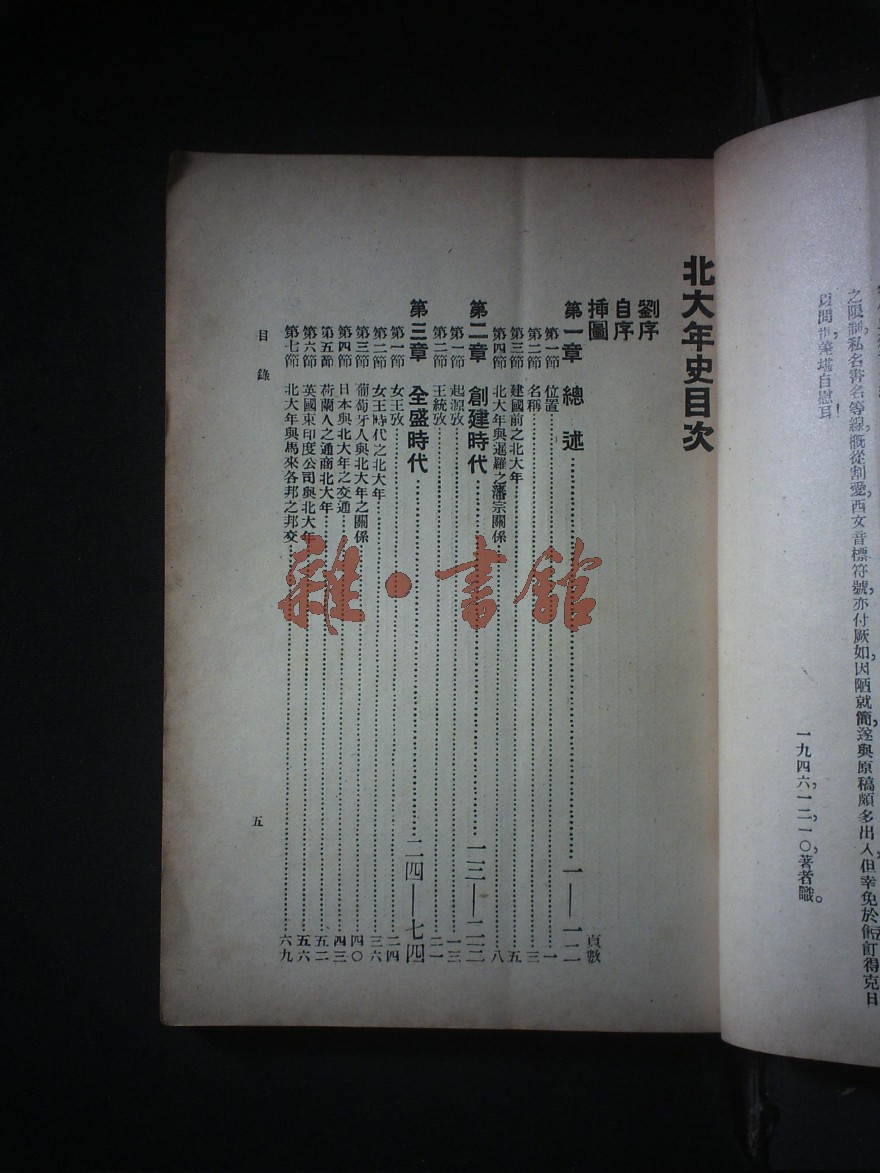 之限制,私名書名等線,概從割愛,西文音標符號,亦付厥如,因陋就簡,遂與原稿頗多出入,但幸免於飣餖,得克日
以問世,差堪自慰耳!
一九四六,一二,一〇,著者識。
北大年史目次
劉序
自序
插圖
頁數
第一章 總述 一—一二
第一節 位置 一
第二節 名稱 三
第三節 建國前之北大年 五
第四節 北大年與暹羅之藩宗關係 八
第二章 創建時代 一三—二三
第一節 起源攷 一三
第二節 王統攷 二一
第三章 全盛時代 二四—七四
第一節 女王攷 二四
第二節 女王時代之北大年 三六
第三節 葡萄牙人與北大年之關係 四〇
第四節 日本與北大年之交通 四三
第五節 荷蘭人之通商北大年 五二
第六節 英國東印度公司與北大年 五六
第七節 北大年與馬來各邦之邦交 六九
目錄
五
雜·書館